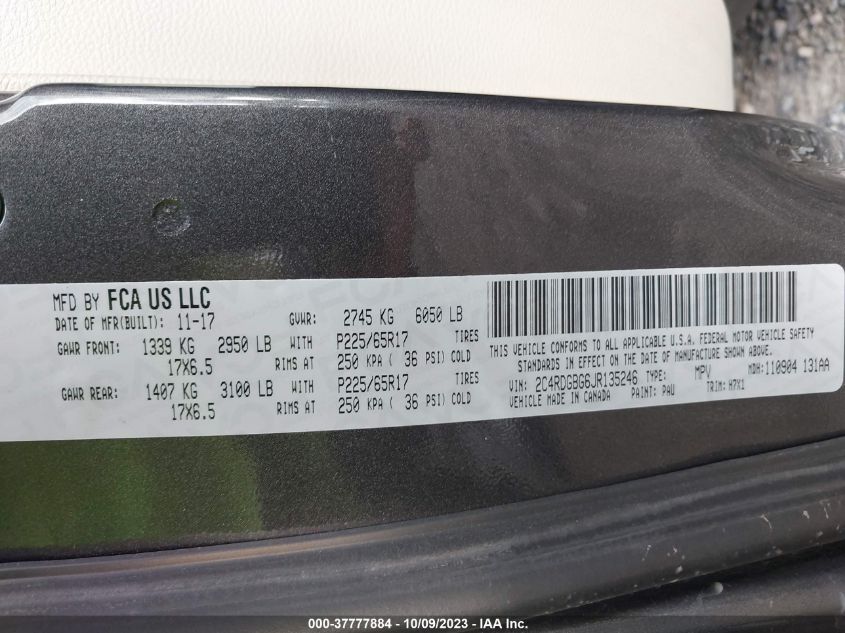 MFD BY FCA US LLC
DATE OF MFR(BUILT): 11-17 GVWR: 2745 KG 6050 LB
GAWR FRONT: 1339 KG 2950 LB WITH P225/65R17 TIRES
17X6.5 RIMS AT 250 KPA ( 36 PSI) COLD
GAWR REAR: 1407 KG 3100 LB WITH P225/65R17 TIRES
17X6.5 RIMS AT 250 KPA ( 36 PSI) COLD
THIS VEHICLE CONFORMS TO ALL APPLICABLE U.S.A. FEDERAL MOTOR VEHICLE SAFETY
STANDARDS IN EFFECT ON THE DATE OF MANUFACTURE SHOWN ABOVE.
VIN: 2C4RDGBG6JR135246 TYPE: MPV MDH:110904 131AA
VEHICLE MADE IN CANADA PAINT: PAU TRIM: H7X1
000-37777884 - 10/09/2023 - IAA Inc.